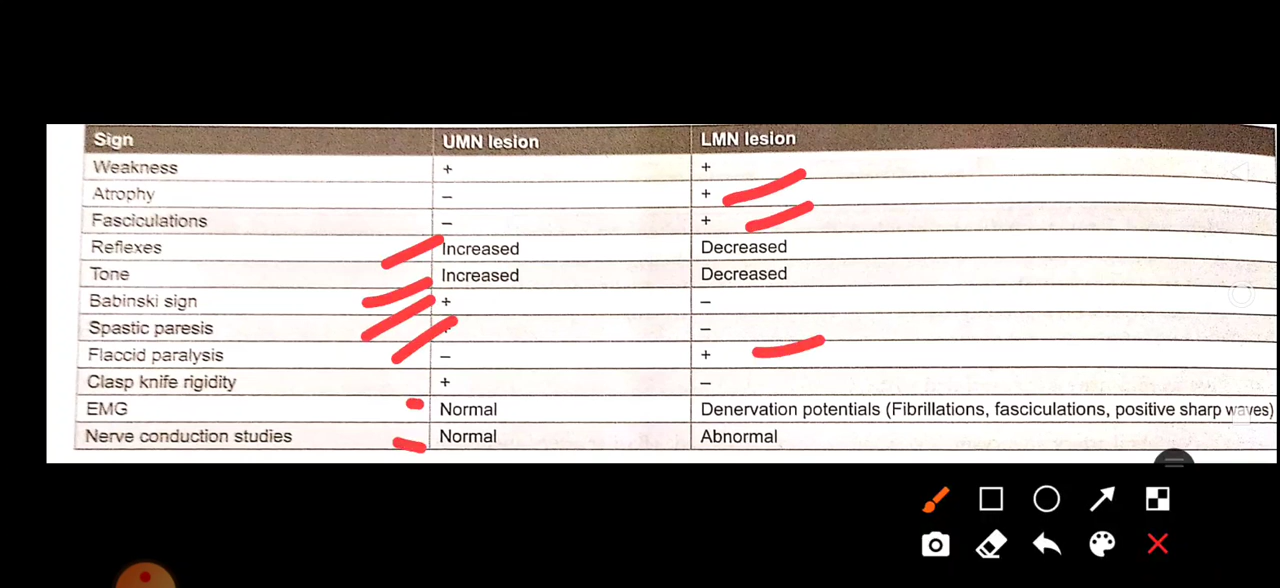 Sign UMN lesion LMN lesion
Weakness + +
Atrophy – +
Fasciculations – +
Reflexes Increased Decreased
Tone Increased Decreased
Babinski sign + –
Spastic paresis –
Flaccid paralysis – +
Clasp knife rigidity + –
EMG Normal Denervation potentials (Fibrillations, fasciculations, positive sharp waves)
Nerve conduction studies Normal Abnormal